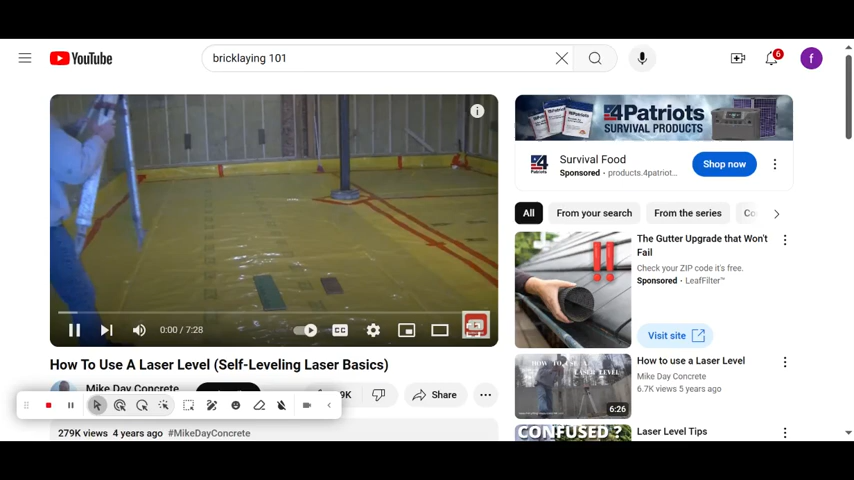 YouTube
bricklaying 101
6
f
4Patriots
SURVIVAL PRODUCTS
Survival Food
Shop now
Sponsored • products.4patriot...
All
From your search
From the series
Co
The Gutter Upgrade that Won't
Fail
Check your ZIP code it's free.
Sponsored • LeafFilter™
Visit site
0:00 / 7:28
CC
How To Use A Laser Level (Self-Leveling Laser Basics)
Mike Day Concrete
9K
Share
279K views 4 years ago #MikeDayConcrete
HOW TO USE A
LASER LEVEL
6:26
How to use a Laser Level
Mike Day Concrete
6.7K views 5 years ago
CONFUSED ?
Laser Level Tips